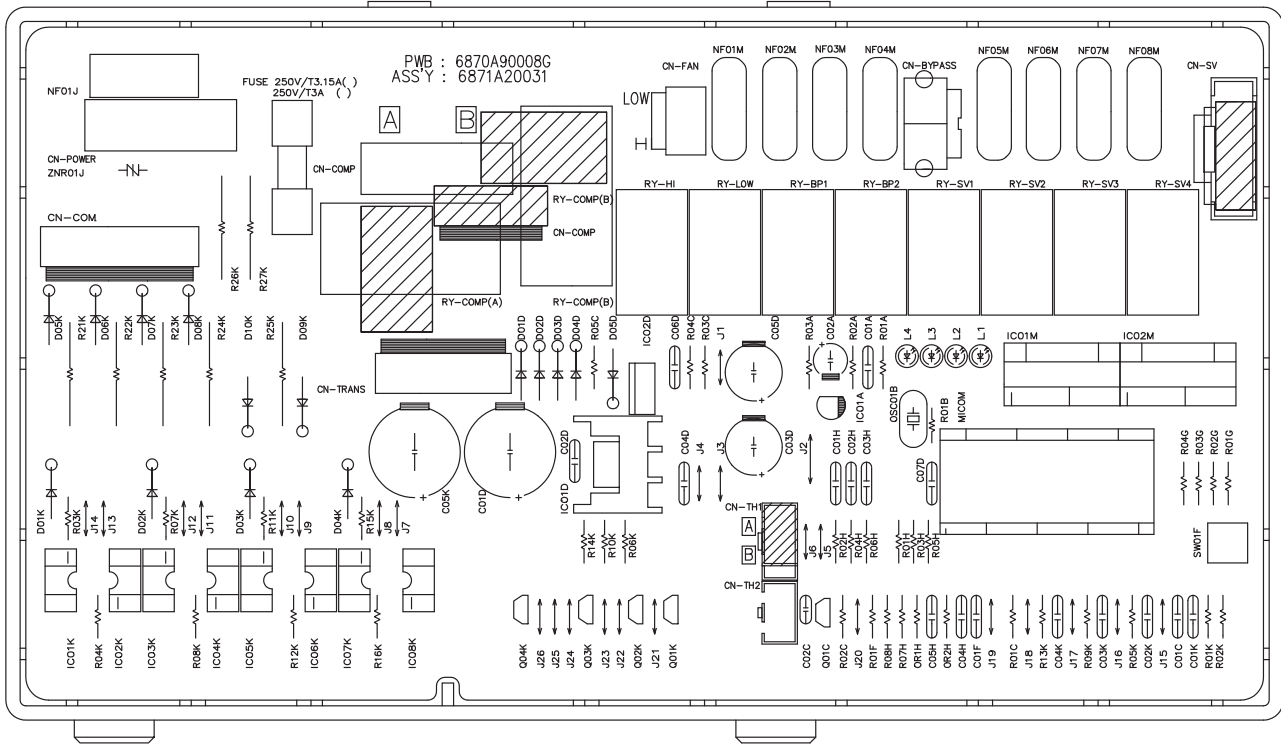 PWB : 6870A90008G
ASS'Y : 6871A20031
NF01M
NF02M
NF03M
NF04M
NF05M
NF06M
NF07M
NF08M
CN-FAN
CN-BYPASS
CN-SV
NF01J
FUSE 250V/T3.15A( )
250V/T3A ( )
LOW
H
A
B
CN-POWER
ZNR01J
CN-COMP
RY-HI
RY-LOW
RY-BP1
RY-BP2
RY-SV1
RY-SV2
RY-SV3
RY-SV4
RY-COMP(B)
CN-COM
CN-COMP
R26K
R27K
RY-COMP(A)
RY-COMP(B)
D05K
R21K
D06K
R22K
D07K
R23K
D08K
R24K
D10K
R25K
D09K
D01D
D02D
D03D
D04D
R05C
D05D
IC02D
C06D
R04C
R03C
J1
C05D
R03A
C02A
R02A
C01A
R01A
L4
L3
L2
L1
IC01M
IC02M
CN-TRANS
IC01A
OSC01B
R01B
MICOM
C02D
C04D
J4
J3
C03D
J2
C01H
C02H
C03H
C07D
R04G
R03G
R02G
R01G
D01K
R03K
J14
J13
D02K
R07K
J12
J11
D03K
R11K
J10
J9
D04K
R15K
J8
J7
C05K
C01D
IC01D
CN-TH1
A
B
R14K
R10K
R06K
J6
J5
R02H
R04H
R06H
R01H
R03H
R05H
SW01F
CN-TH2
IC01K
R04K
IC02K
IC03K
R08K
IC04K
IC05K
R12K
IC06K
IC07K
R16K
IC08K
Q04K
J26
J25
J24
Q03K
J23
J22
Q02K
J21
Q01K
C02C
Q01C
R02C
J20
R01F
R08H
R07H
OR1H
C05H
OR2H
C04H
C01F
J19
R01C
J18
R13K
C04K
J17
R09K
C03K
J16
R05K
C02K
J15
C01C
C01K
R01K
R02K